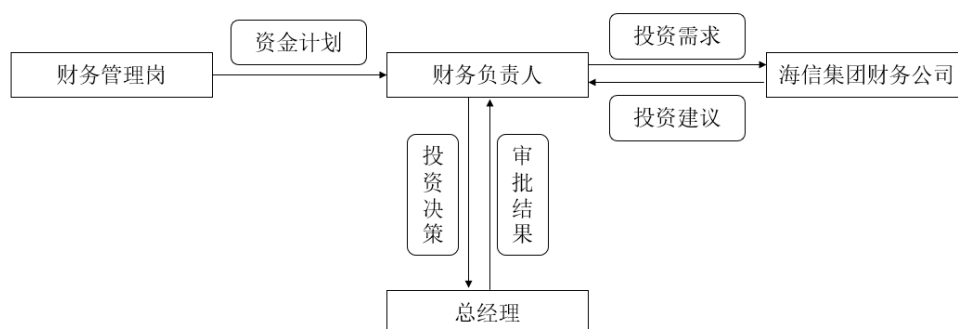 资金计划
投资需求
财务管理岗
财务负责人
海信集团财务公司
投资建议
投资决策
审批结果
总经理